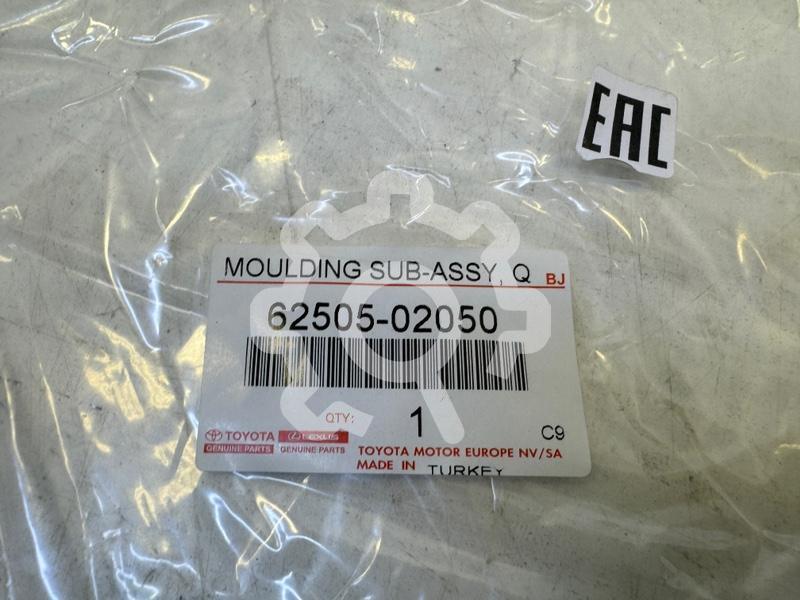 EAC
MOULDING SUB-ASSY, Q BJ
62505-02050
QTY: 1
C9
TOYOTA LEXUS
GENUINE PARTS GENUINE PARTS
TOYOTA MOTOR EUROPE NV/SA
MADE IN TURKEY